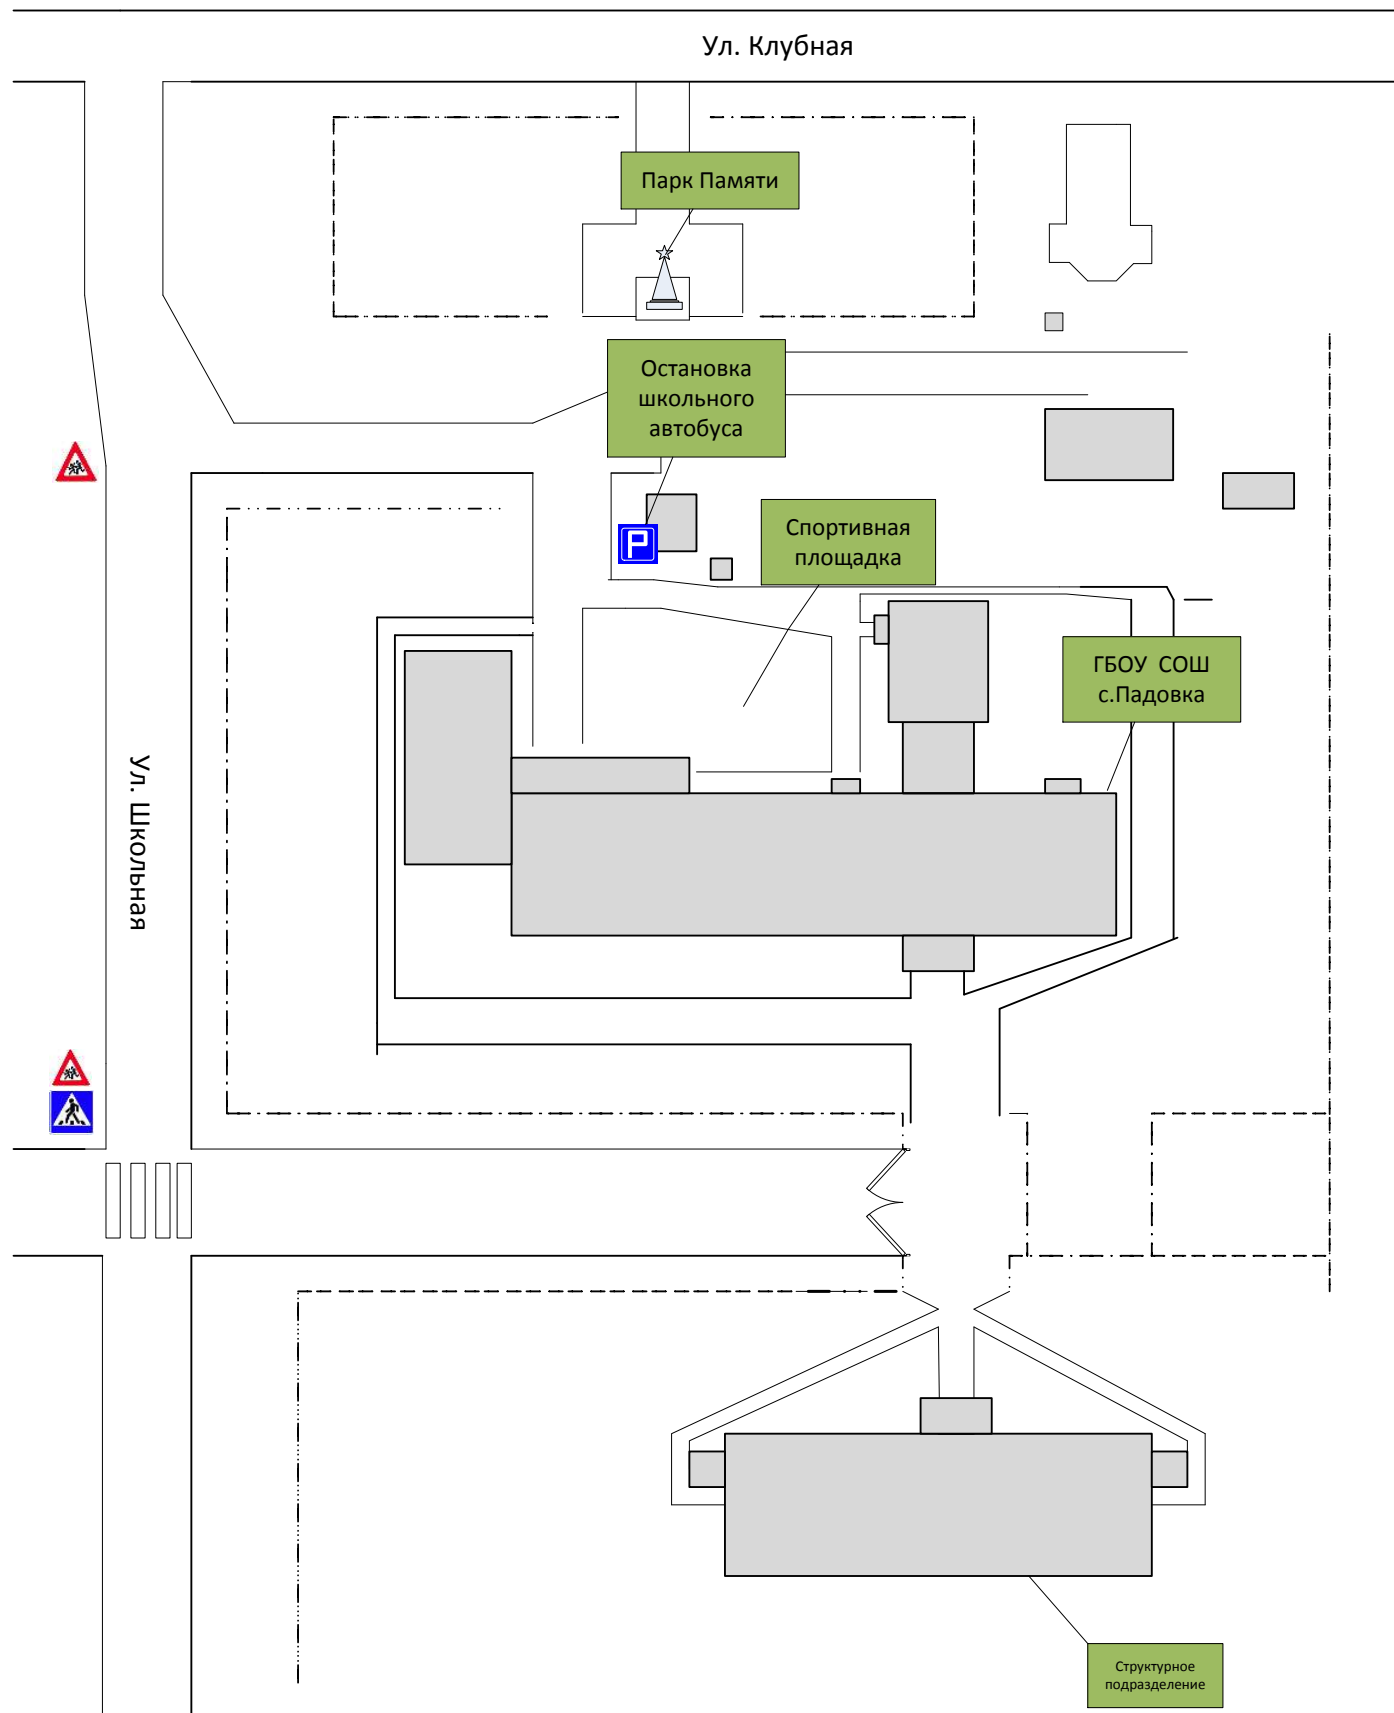 Ул. Клубная
Парк Памяти
Остановка
школьного
автобуса
P
Спортивная
площадка
ГБОУ СОШ
с.Падовка
Ул. Школьная
Структурное
подразделение